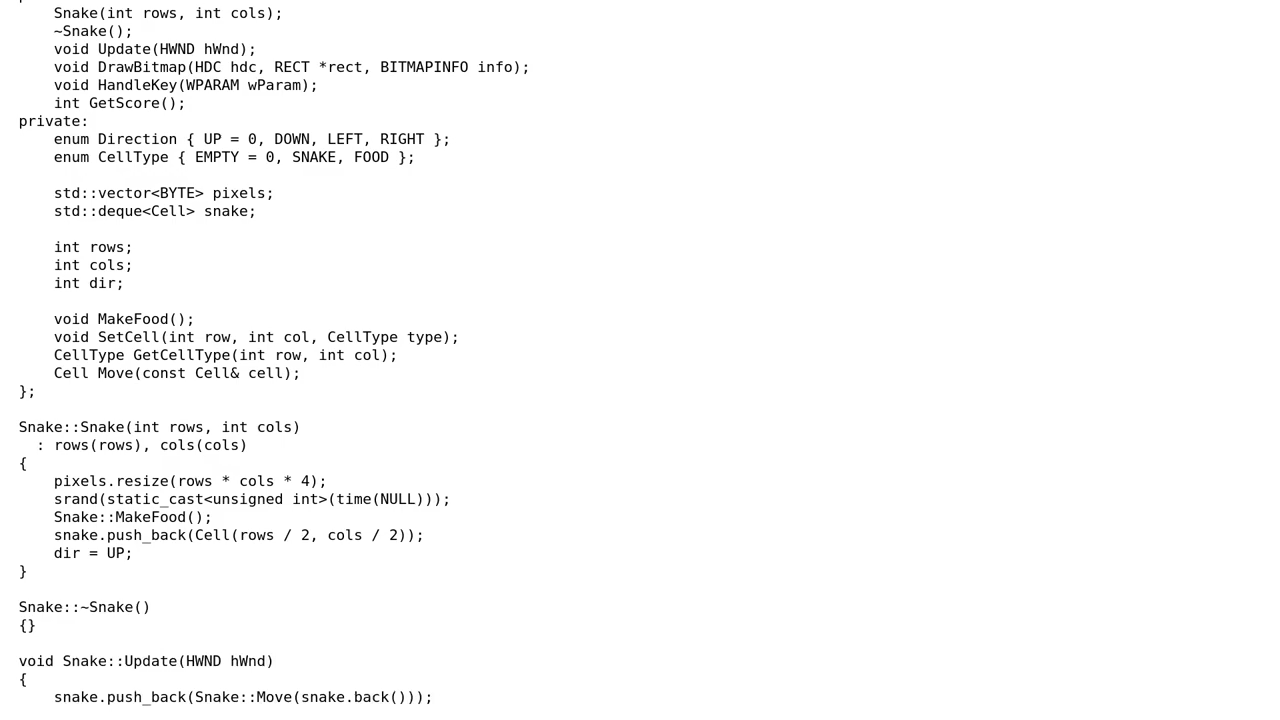 Snake(int rows, int cols);
~Snake();
void Update(HWND hWnd);
void DrawBitmap(HDC hdc, RECT *rect, BITMAPINFO info);
void HandleKey(WPARAM wParam);
int GetScore();
private:
enum Direction { UP = 0, DOWN, LEFT, RIGHT };
enum CellType { EMPTY = 0, SNAKE, FOOD };
std::vector<BYTE> pixels;
std::deque<Cell> snake;
int rows;
int cols;
int dir;
void MakeFood();
void SetCell(int row, int col, CellType type);
CellType GetCellType(int row, int col);
Cell Move(const Cell& cell);
};
Snake::Snake(int rows, int cols)
: rows(rows), cols(cols)
{
pixels.resize(rows * cols * 4);
srand(static_cast<unsigned int>(time(NULL)));
Snake::MakeFood();
snake.push_back(Cell(rows / 2, cols / 2));
dir = UP;
}
Snake::~Snake()
{}
void Snake::Update(HWND hWnd)
{
snake.push_back(Snake::Move(snake.back()));